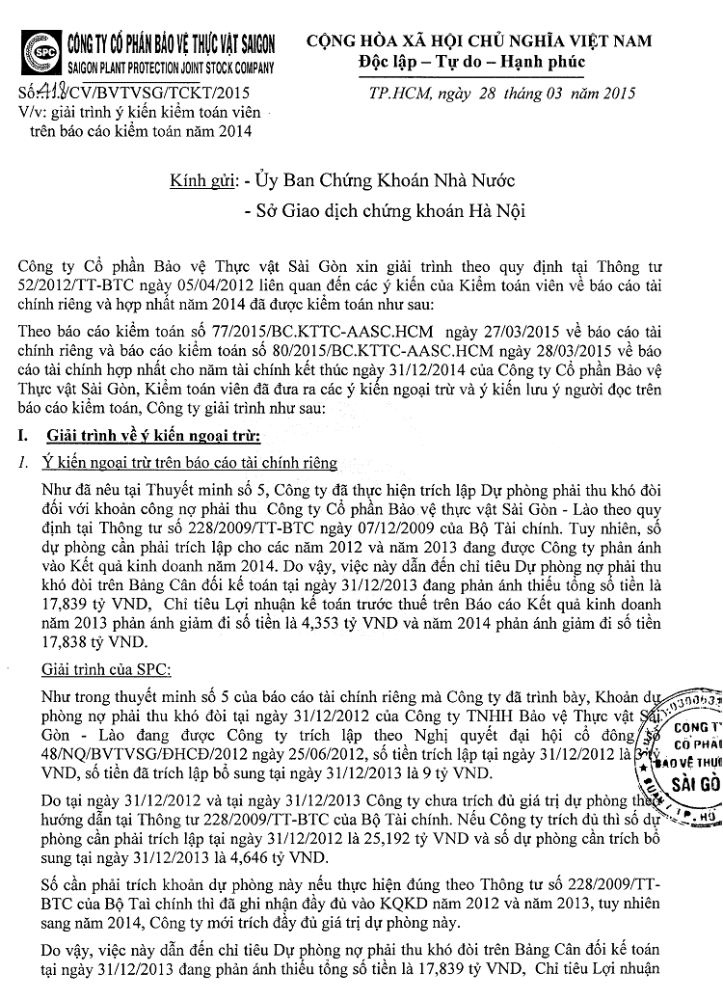 SPC CÔNG TY CỔ PHẦN BẢO VỆ THỰC VẬT SAIGON
SAIGON PLANT PROTECTION JOINT STOCK COMPANY
CỘNG HÒA XÃ HỘI CHỦ NGHĨA VIỆT NAM
Độc lập – Tự do – Hạnh phúc
Số: 418/CV/BVTVSG/TCKT/2015
TP.HCM, ngày 28 tháng 03 năm 2015
V/v: giải trình ý kiến kiểm toán viên
trên báo cáo kiểm toán năm 2014
Kính gửi: - Ủy Ban Chứng Khoán Nhà Nước
- Sở Giao dịch chứng khoán Hà Nội
Công ty Cổ phần Bảo vệ Thực vật Sài Gòn xin giải trình theo quy định tại Thông tư
52/2012/TT-BTC ngày 05/04/2012 liên quan đến các ý kiến của Kiểm toán viên về báo cáo tài
chính riêng và hợp nhất năm 2014 đã được kiểm toán như sau:
Theo báo cáo kiểm toán số 77/2015/BC.KTTC-AASC.HCM ngày 27/03/2015 về báo cáo tài
chính riêng và báo cáo kiểm toán số 80/2015/BC.KTTC-AASC.HCM ngày 28/03/2015 về báo
cáo tài chính hợp nhất cho năm tài chính kết thúc ngày 31/12/2014 của Công ty Cổ phần Bảo vệ
Thực vật Sài Gòn, Kiểm toán viên đã đưa ra các ý kiến ngoại trừ và ý kiến lưu ý người đọc trên
báo cáo kiểm toán, Công ty giải trình như sau:
I. Giải trình về ý kiến ngoại trừ:
1. Ý kiến ngoại trừ trên báo cáo tài chính riêng
Như đã nêu tại Thuyết minh số 5, Công ty đã thực hiện trích lập Dự phòng phải thu khó đòi
đối với khoản công nợ phải thu Công ty Cổ phần Bảo vệ thực vật Sài Gòn - Lào theo quy
định tại Thông tư số 228/2009/TT-BTC ngày 07/12/2009 của Bộ Tài chính. Tuy nhiên, số
dự phòng cần phải trích lập cho các năm 2012 và năm 2013 đang được Công ty phản ánh
vào Kết quả kinh doanh năm 2014. Do vậy, việc này dẫn đến chỉ tiêu Dự phòng nợ phải thu
khó đòi trên Bảng Cân đối kế toán tại ngày 31/12/2013 đang phản ánh thiếu tổng số tiền là
17,839 tỷ VND, Chỉ tiêu Lợi nhuận kế toán trước thuế trên Báo cáo Kết quả kinh doanh
năm 2013 phản ánh giảm đi số tiền là 4,353 tỷ VND và năm 2014 phản ánh giảm đi số tiền
17,838 tỷ VND.
Giải trình của SPC:
Như trong thuyết minh số 5 của báo cáo tài chính riêng mà Công ty đã trình bày, Khoản dự
phòng nợ phải thu khó đòi tại ngày 31/12/2012 của Công ty TNHH Bảo vệ Thực vật Sài
Gòn - Lào đang được Công ty trích lập theo Nghị quyết đại hội cổ đông số
48/NQ/BVTVSG/ĐHCĐ/2012 ngày 25/06/2012, số tiền trích lập tại ngày 31/12/2012 là 3 tỷ
VND, số tiền đã trích lập bổ sung tại ngày 31/12/2013 là 9 tỷ VND.
Do tại ngày 31/12/2012 và tại ngày 31/12/2013 Công ty chưa trích đủ giá trị dự phòng theo
hướng dẫn tại Thông tư 228/2009/TT-BTC của Bộ Tài chính. Nếu Công ty trích đủ thì số dự
phòng cần phải trích lập tại ngày 31/12/2012 là 25,192 tỷ VND và số dự phòng cần trích bổ
sung tại ngày 31/12/2013 là 4,646 tỷ VND.
Số cần phải trích khoản dự phòng này nếu thực hiện đúng theo Thông tư số 228/2009/TT-
BTC của Bộ Taì chính thì đã ghi nhận đầy đủ vào KQKD năm 2012 và năm 2013, tuy nhiên
sang năm 2014, Công ty mới trích đầy đủ giá trị dự phòng này.
Do vậy, việc này dẫn đến chỉ tiêu Dự phòng nợ phải thu khó đòi trên Bảng Cân đối kế toán
tại ngày 31/12/2013 đang phản ánh thiếu tổng số tiền là 17,839 tỷ VND, Chỉ tiêu Lợi nhuận
CÔNG T
CỔ PHẦ
BẢO VỆ THỰ
SÀI GÒ